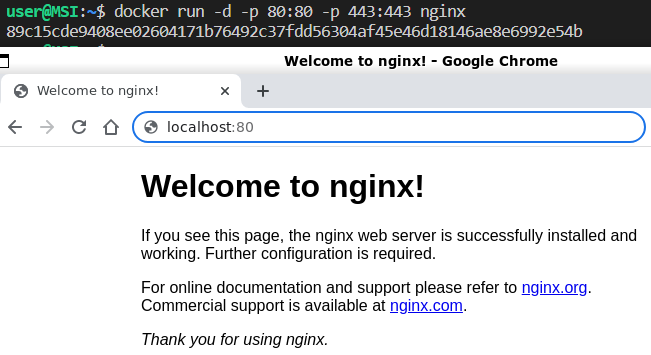 user@MSI:~$ docker run -d -p 80:80 -p 443:443 nginx
89c15cde9408ee02604171b76492c37fdd56304af45e46d18146ae8e6992e54b
Welcome to nginx! - Google Chrome
Welcome to nginx!
localhost:80
Welcome to nginx!
If you see this page, the nginx web server is successfully installed and
working. Further configuration is required.
For online documentation and support please refer to nginx.org.
Commercial support is available at nginx.com.
Thank you for using nginx.